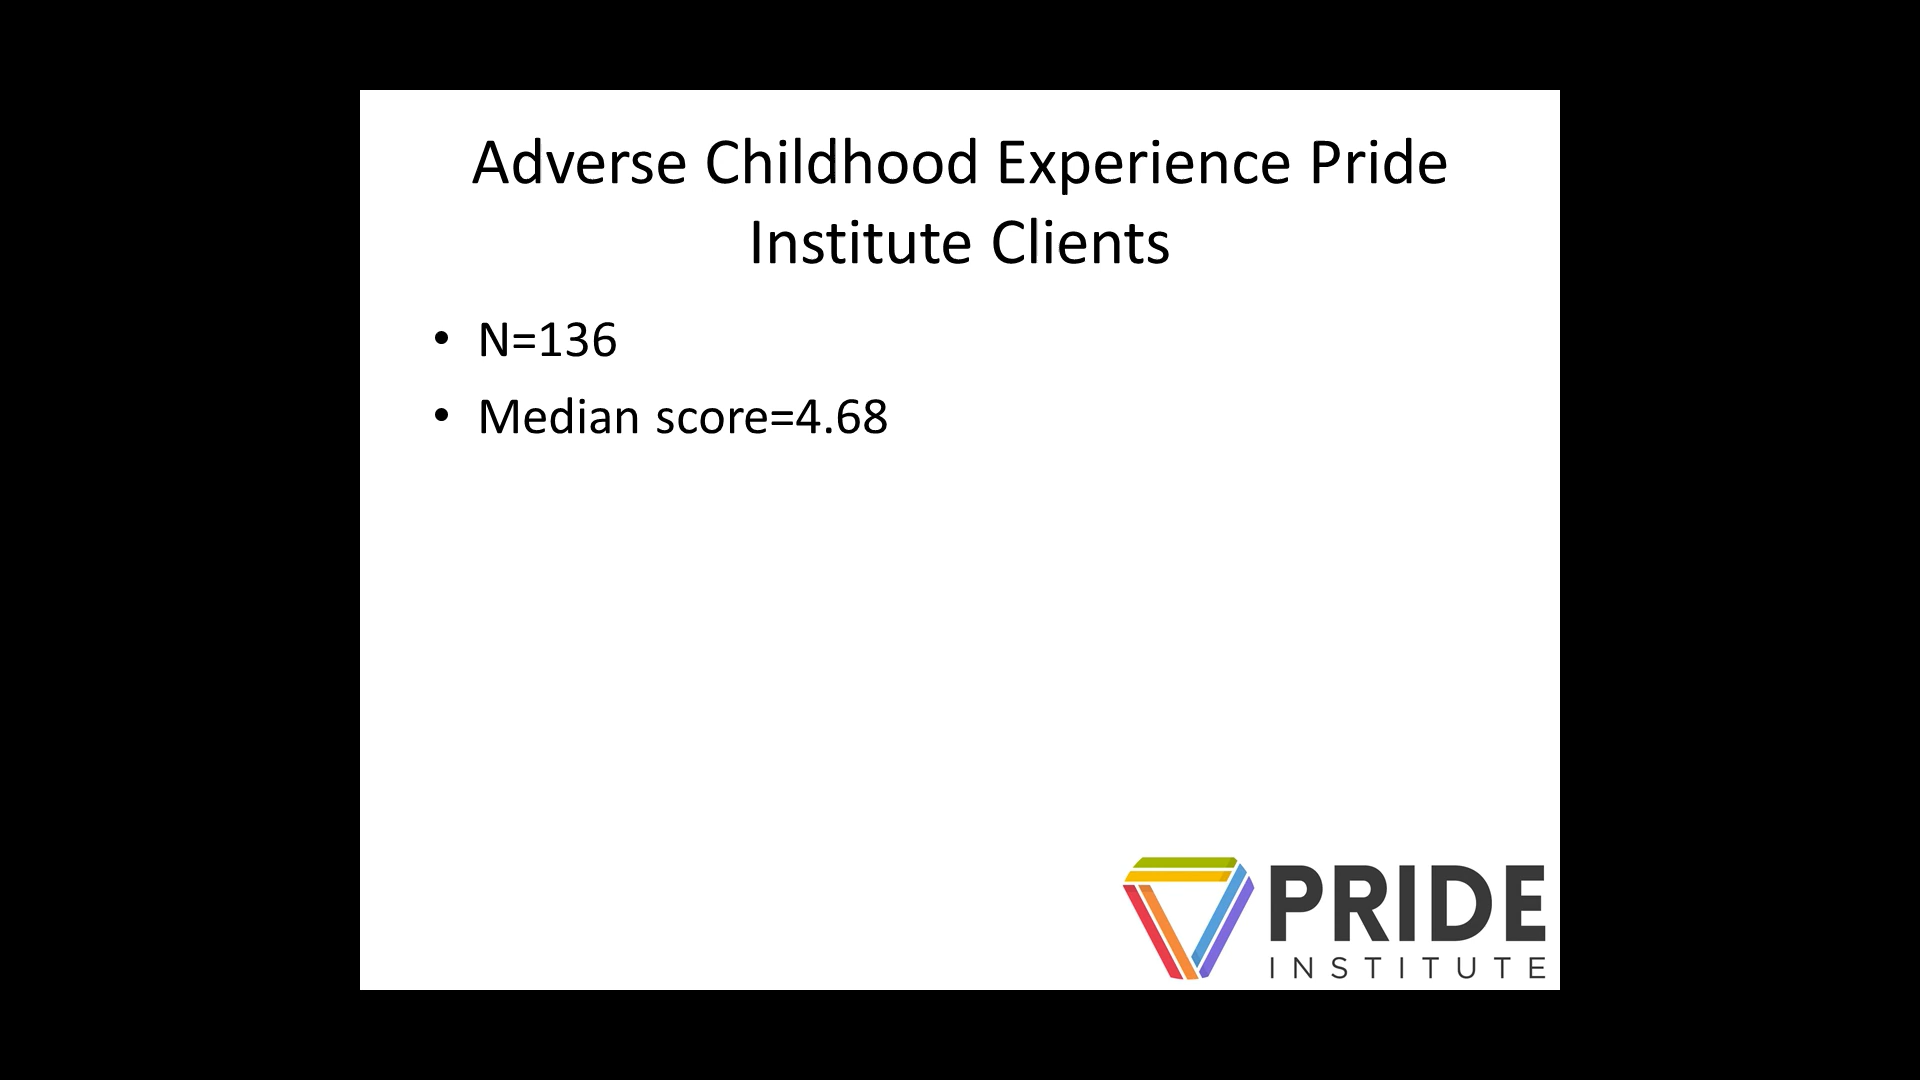 Adverse Childhood Experience Pride
Institute Clients
• N=136
• Median score=4.68
PRIDE
INSTITUTE